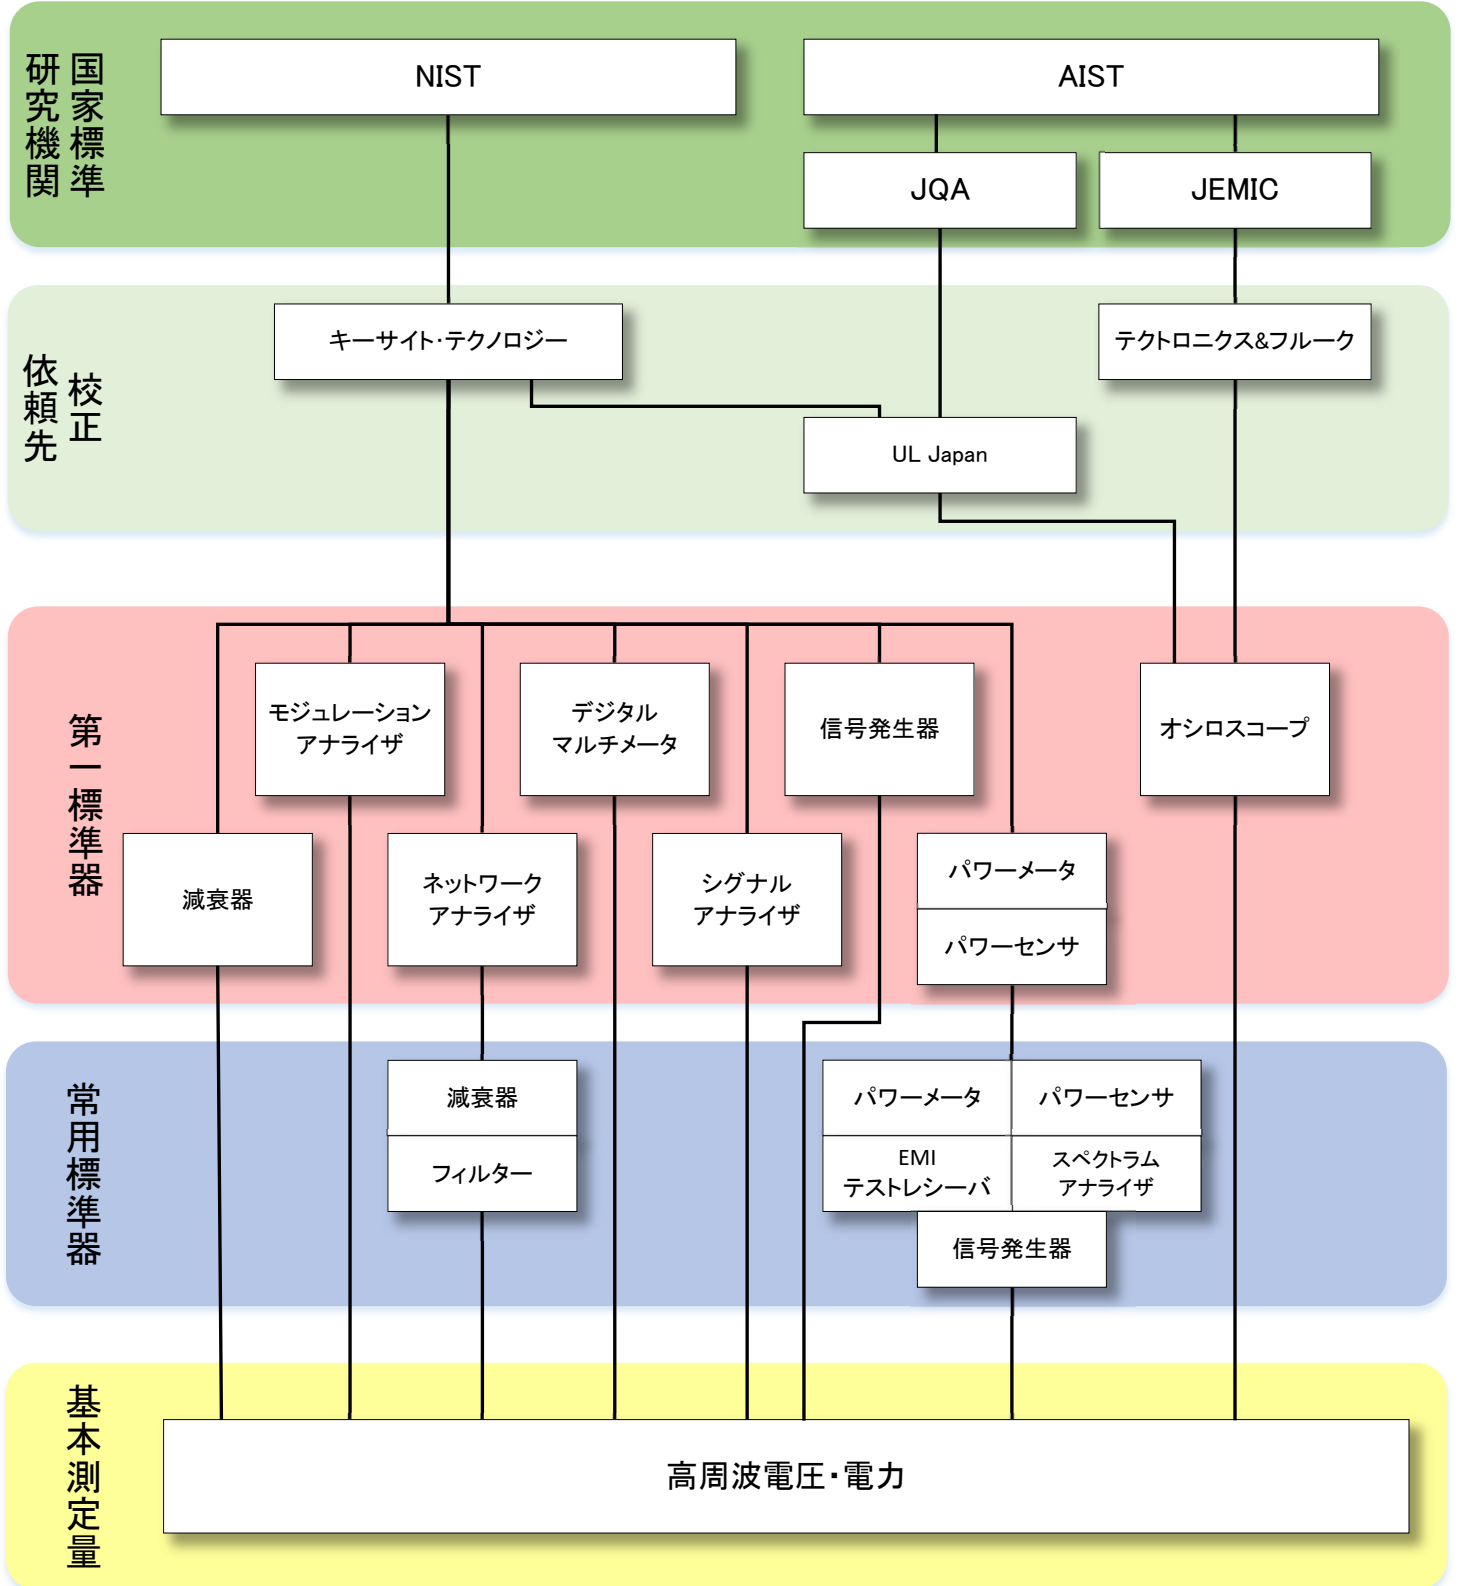 国家標準
研究機関
NIST
AIST
JQA
JEMIC
校正
依頼先
キーサイト・テクノロジー
テクトロニクス&フルーク
UL Japan
第一標準器
モジュレーション
アナライザ
デジタル
マルチメータ
信号発生器
オシロスコープ
減衰器
ネットワーク
アナライザ
シグナル
アナライザ
パワーメータ
パワーセンサ
常用標準器
減衰器
フィルター
パワーメータ
パワーセンサ
EMI
テストレシーバ
スペクトラム
アナライザ
信号発生器
基本測定量
高周波電圧・電力